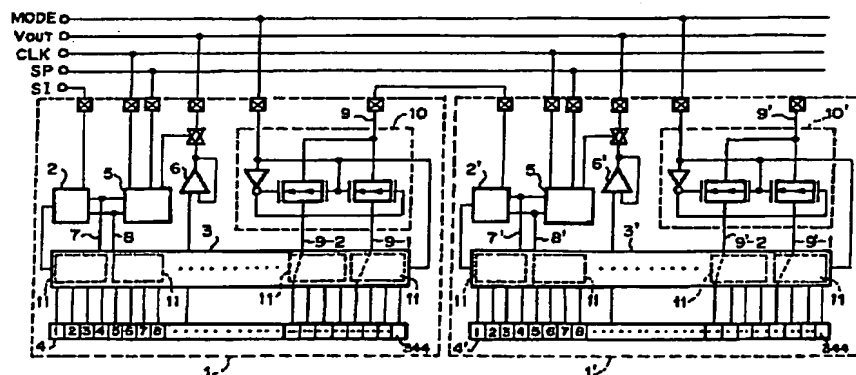 MODE
VOUT
CLK
SP
SI
9 10 9' 10'
2 5 6 2' 5 6'
7 8 3 9-2 9-1 7' 8' 3' 9'-2 9'-1
11 11 11' 11 11 11 11 11
4 1 2 3 4 5 6 7 8 344 4' 1 2 3 4 5 6 7 8 344
1 1'